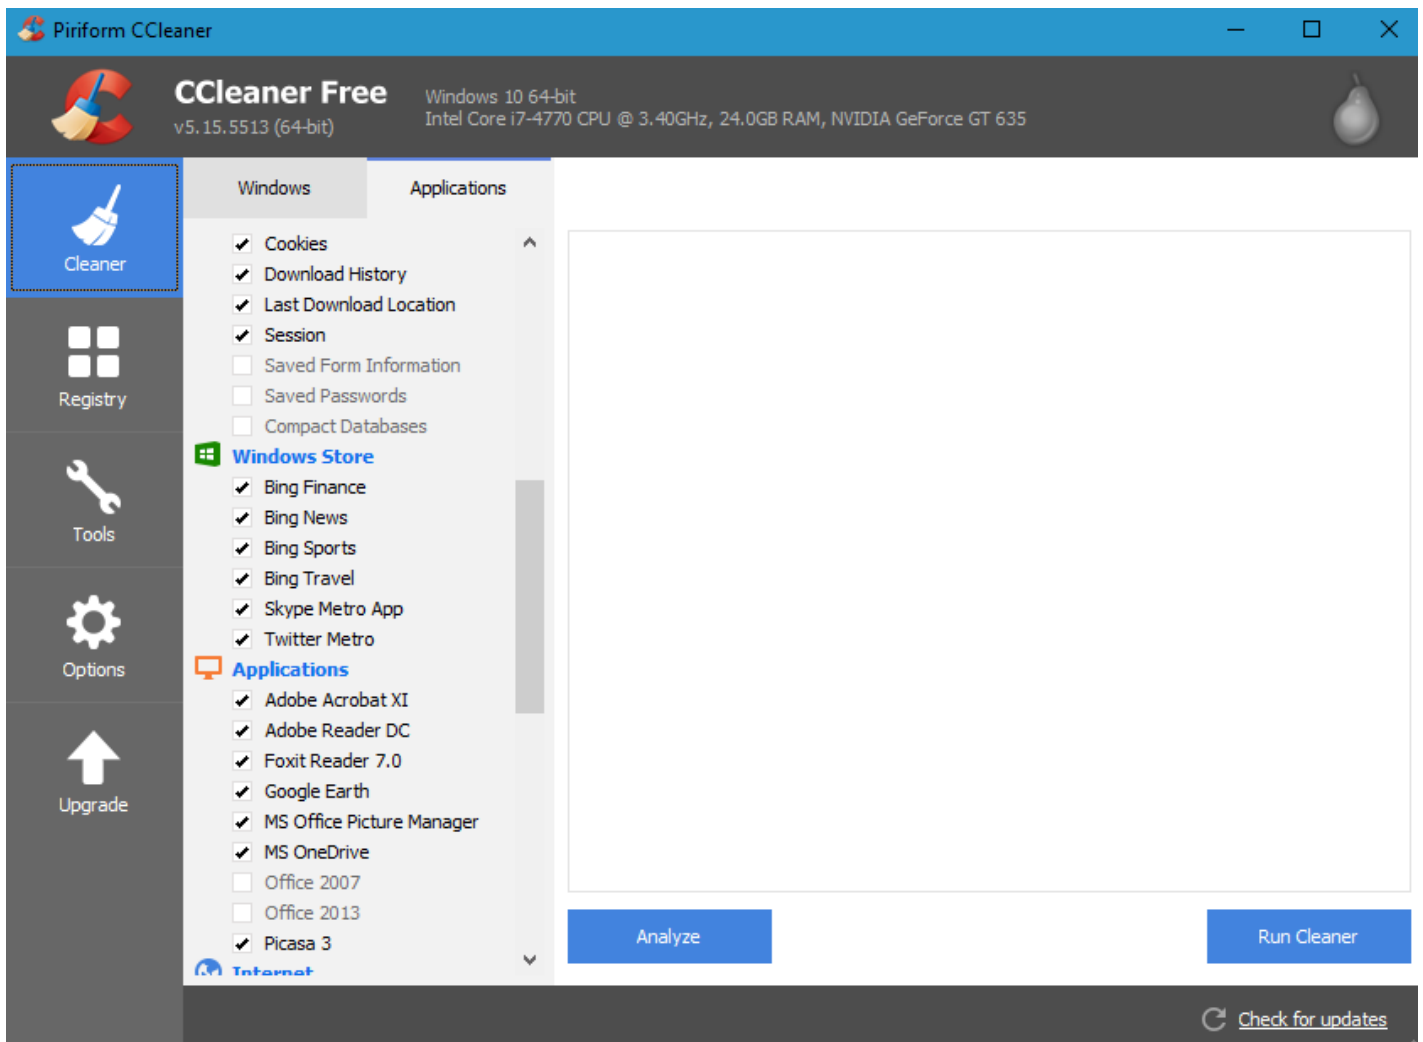 Piriform CCleaner
CCleaner Free
v5.15.5513 (64-bit)
Windows 10 64-bit
Intel Core i7-4770 CPU @ 3.40GHz, 24.0GB RAM, NVIDIA GeForce GT 635
Cleaner
Registry
Tools
Options
Upgrade
Windows
Applications
Cookies
Download History
Last Download Location
Session
Saved Form Information
Saved Passwords
Compact Databases
Windows Store
Bing Finance
Bing News
Bing Sports
Bing Travel
Skype Metro App
Twitter Metro
Applications
Adobe Acrobat XI
Adobe Reader DC
Foxit Reader 7.0
Google Earth
MS Office Picture Manager
MS OneDrive
Office 2007
Office 2013
Picasa 3
Internet
Analyze
Run Cleaner
Check for updates